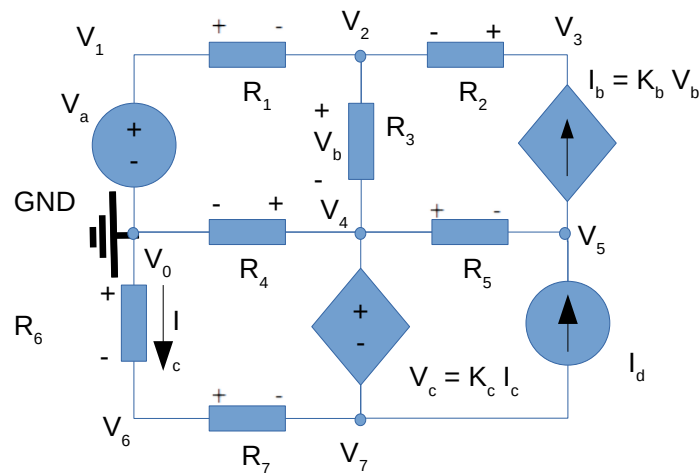 V1
+ -
V2
- +
V3
R1
R2
Ib = Kb Vb
Va
+
-
+
Vb
-
R3
GND
- +
V4
+ -
V5
V0
R4
R5
+
R6
-
I
c
+
-
Vc = Kc Ic
Id
V6
+ -
R7
V7